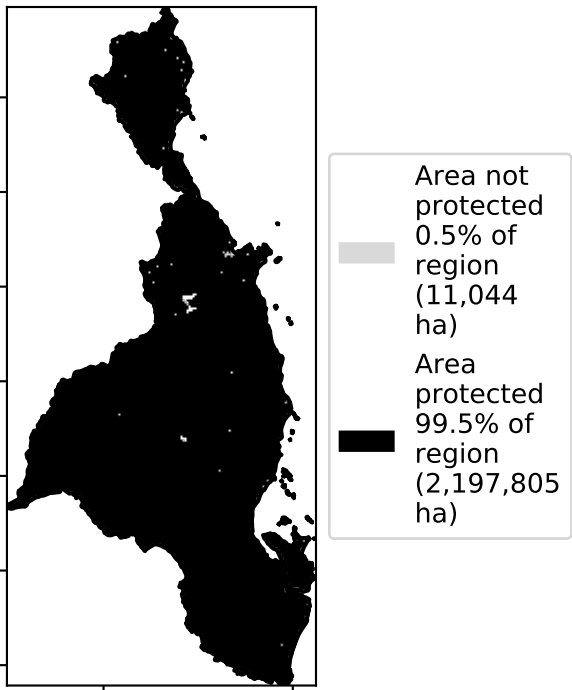 Area not
protected
0.5% of
region
(11,044
ha)
Area
protected
99.5% of
region
(2,197,805
ha)